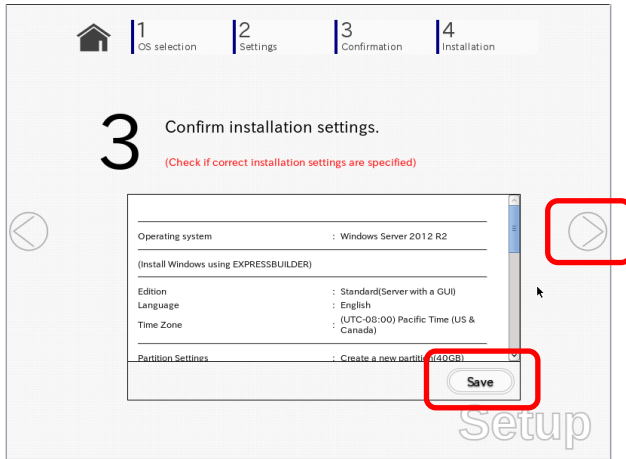 1
OS selection
2
Settings
3
Confirmation
4
Installation
3
Confirm installation settings.
(Check if correct installation settings are specified)
Operating system : Windows Server 2012 R2
(Install Windows using EXPRESSBUILDER)
Edition : Standard(Server with a GUI)
Language : English
Time Zone : (UTC-08:00) Pacific Time (US &
Canada)
Partition Settings : Create a new partition(40GB)
Save
Setup